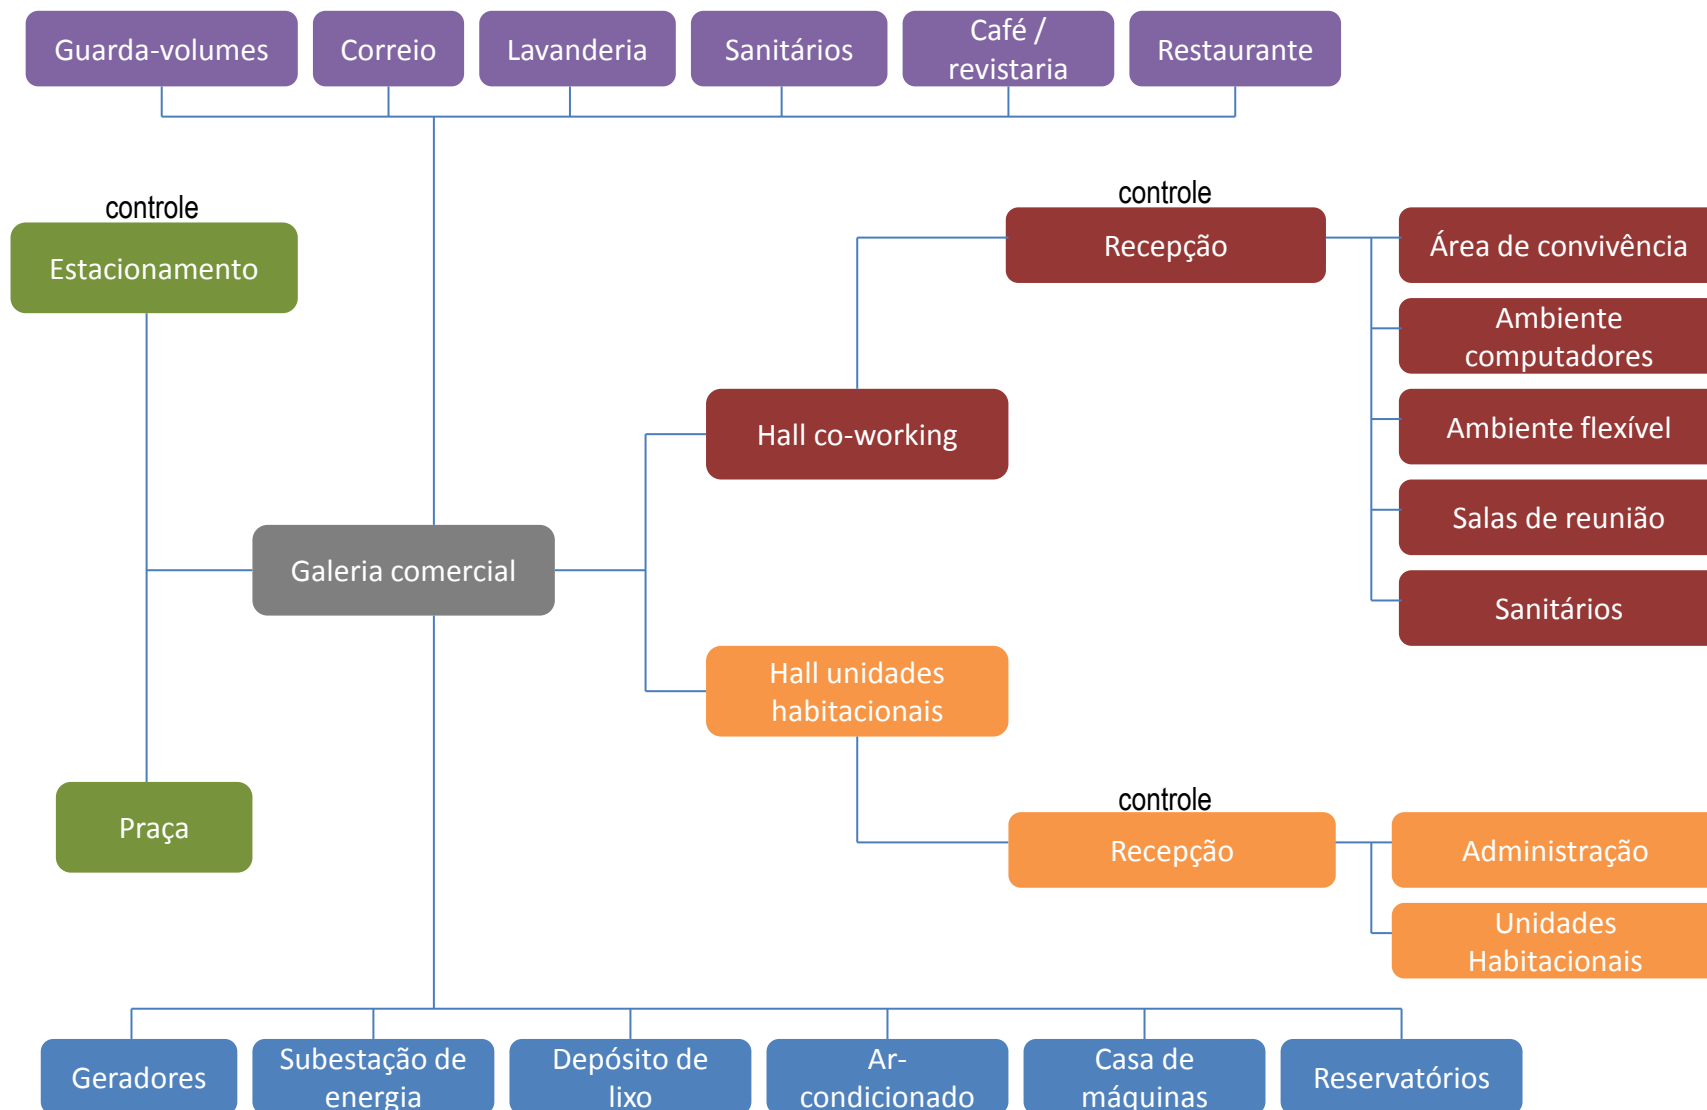 Guarda-volumes
Correio
Lavanderia
Sanitários
Café /
revistaria
Restaurante
controle
Estacionamento
controle
Recepção
Área de convivência
Ambiente
computadores
Hall co-working
Ambiente flexível
Salas de reunião
Galeria comercial
Sanitários
Hall unidades
habitacionais
Praça
controle
Recepção
Administração
Unidades
Habitacionais
Geradores
Subestação de
energia
Depósito de
lixo
Ar-
condicionado
Casa de
máquinas
Reservatórios